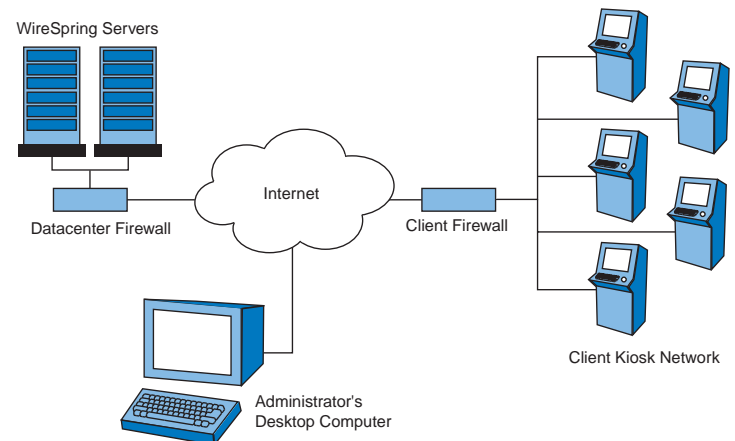 WireSpring Servers
Internet
Datacenter Firewall
Client Firewall
Client Kiosk Network
Administrator's
Desktop Computer